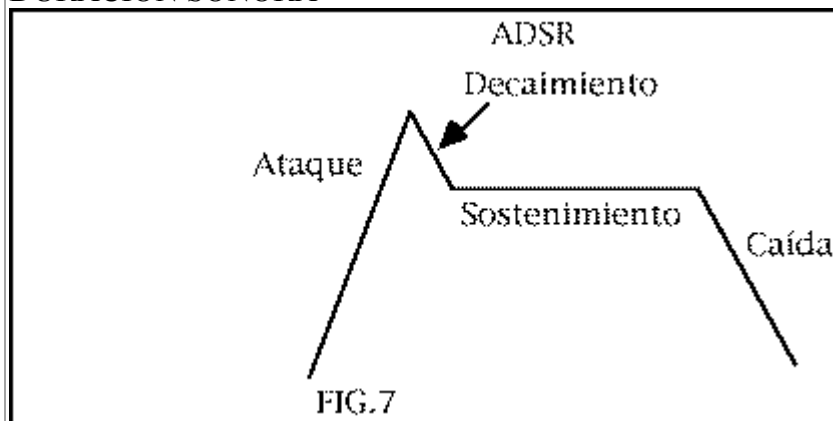 ADSR
Decaimiento
Ataque
Sostenimiento
Caída
FIG.7